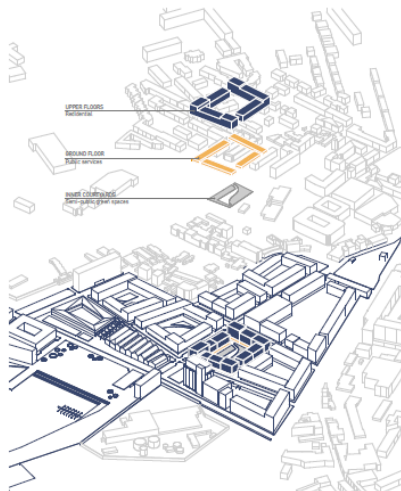 UPPER FLOORS
Residential
GROUND FLOOR
Public services
INNER COURTYARDS
Semi-public green spaces